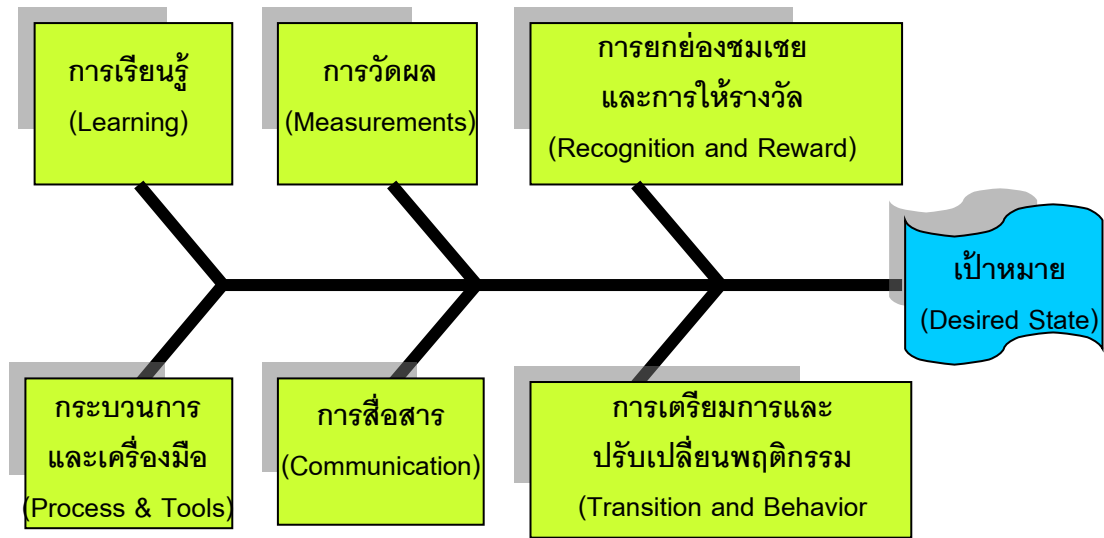 การเรียนรู้
(Learning)
การวัดผล
(Measurements)
การยกย่องชมเชย
และการให้รางวัล
(Recognition and Reward)
เป้าหมาย
(Desired State)
กระบวนการ
และเครื่องมือ
(Process & Tools)
การสื่อสาร
(Communication)
การเตรียมการและ
ปรับเปลี่ยนพฤติกรรม
(Transition and Behavior